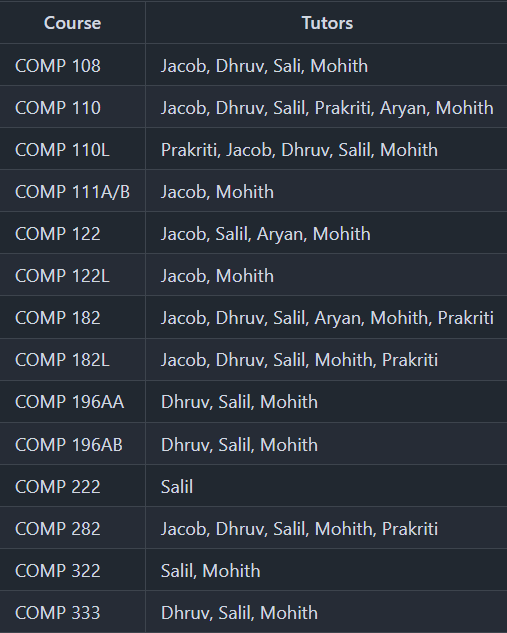 Course Tutors
COMP 108 Jacob, Dhruv, Sali, Mohith
COMP 110 Jacob, Dhruv, Salil, Prakriti, Aryan, Mohith
COMP 110L Prakriti, Jacob, Dhruv, Salil, Mohith
COMP 111A/B Jacob, Mohith
COMP 122 Jacob, Salil, Aryan, Mohith
COMP 122L Jacob, Mohith
COMP 182 Jacob, Dhruv, Salil, Aryan, Mohith, Prakriti
COMP 182L Jacob, Dhruv, Salil, Mohith, Prakriti
COMP 196AA Dhruv, Salil, Mohith
COMP 196AB Dhruv, Salil, Mohith
COMP 222 Salil
COMP 282 Jacob, Dhruv, Salil, Mohith, Prakriti
COMP 322 Salil, Mohith
COMP 333 Dhruv, Salil, Mohith